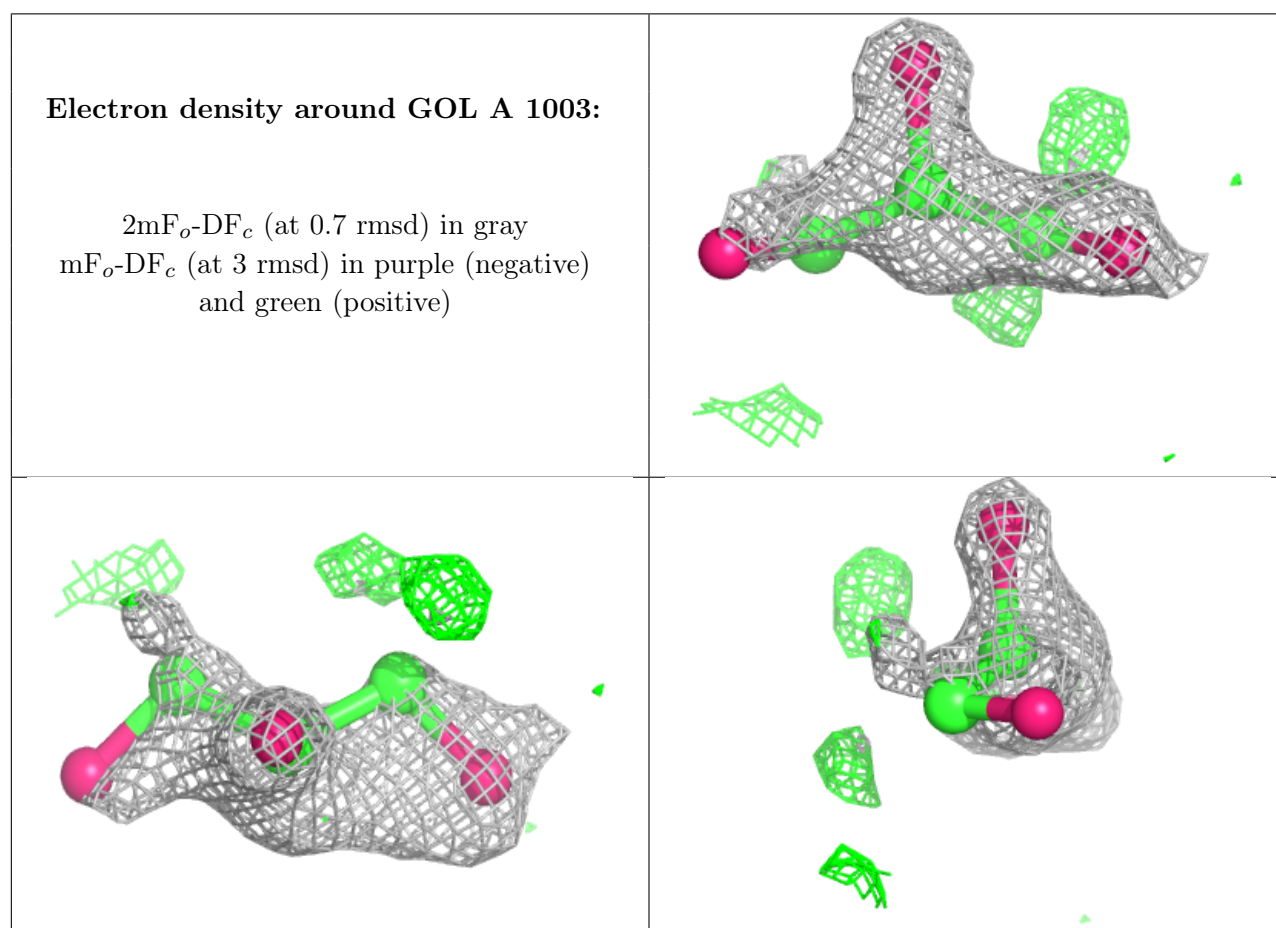 Electron density around GOL A 1003:
2mFo-DFc (at 0.7 rmsd) in gray
mFo-DFc (at 3 rmsd) in purple (negative)
and green (positive)